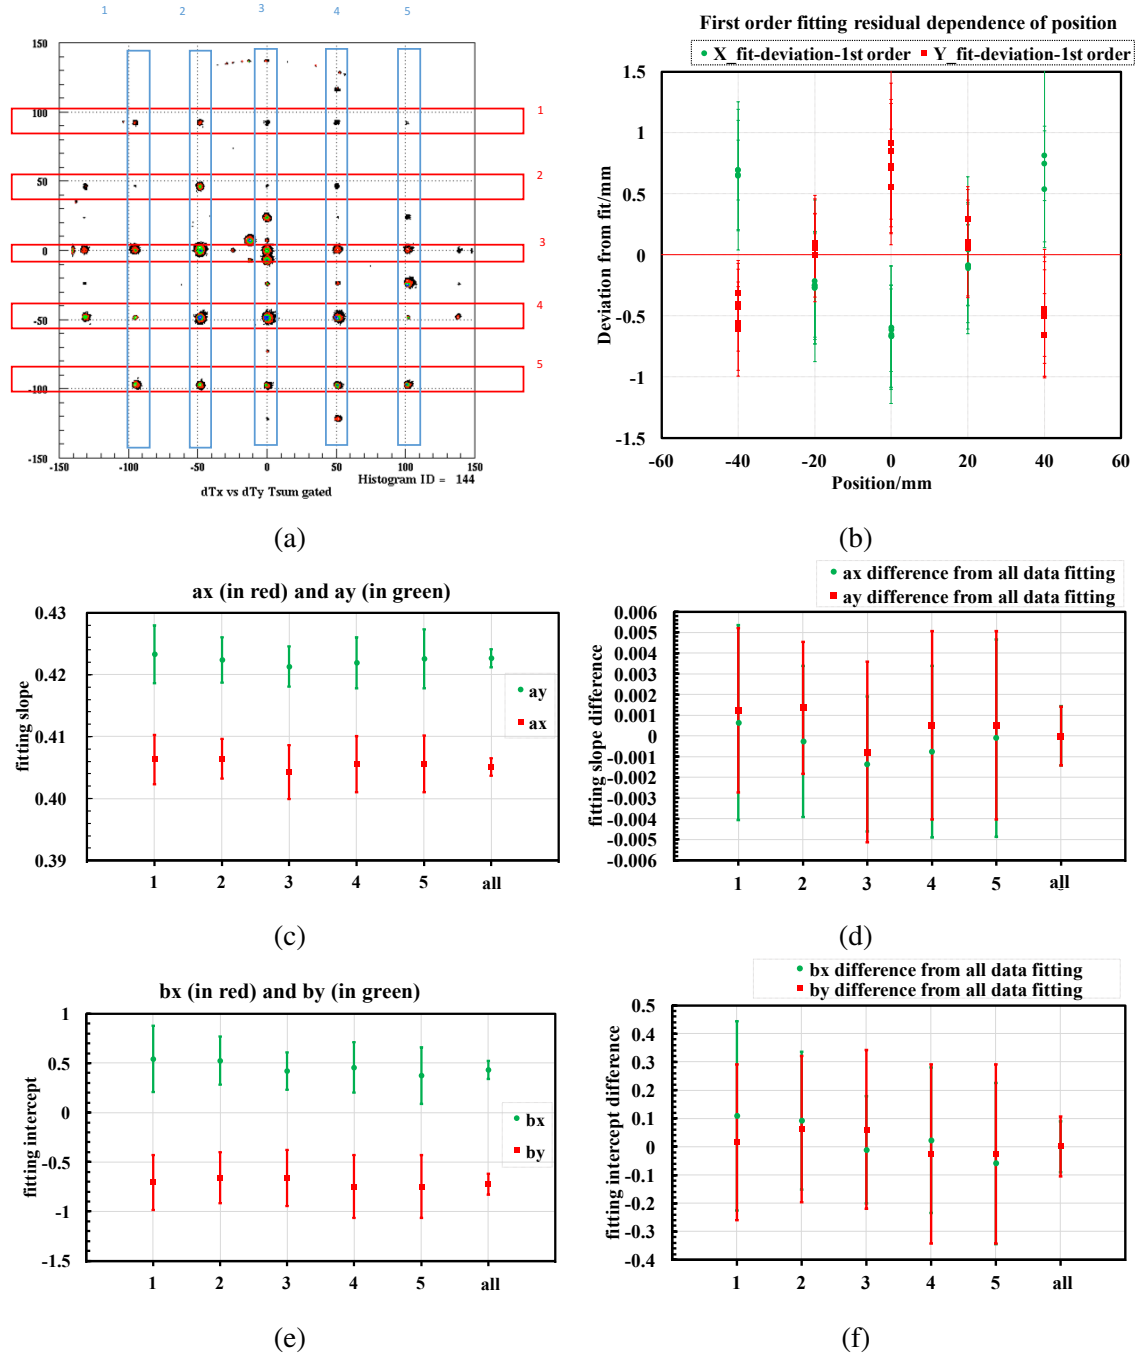 1 2 3 4 5
150
100
50
0
-50
-100
-150
1
2
3
4
5
-150 -100 -50 0 50 100 150
Histogram ID = 144
dTx vs dTy Tsum gated
(a)
First order fitting residual dependence of position
X_fit-deviation-1st order Y_fit-deviation-1st order
Deviation from fit/mm
1.5
1
0.5
0
-0.5
-1
-1.5
-60 -40 -20 0 20 40 60
Position/mm
(b)
ax (in red) and ay (in green)
fitting slope
0.43
0.42
0.41
0.40
0.39
ay
ax
1 2 3 4 5 all
(c)
ax difference from all data fitting
ay difference from all data fitting
fitting slope difference
0.006
0.005
0.004
0.003
0.002
0.001
0
-0.001
-0.002
-0.003
-0.004
-0.005
-0.006
1 2 3 4 5 all
(d)
bx (in red) and by (in green)
fitting intercept
1
0.5
0
-0.5
-1
-1.5
bx
by
1 2 3 4 5 all
(e)
bx difference from all data fitting
by difference from all data fitting
fitting intercept difference
0.5
0.4
0.3
0.2
0.1
0
-0.1
-0.2
-0.3
-0.4
1 2 3 4 5 all
(f)